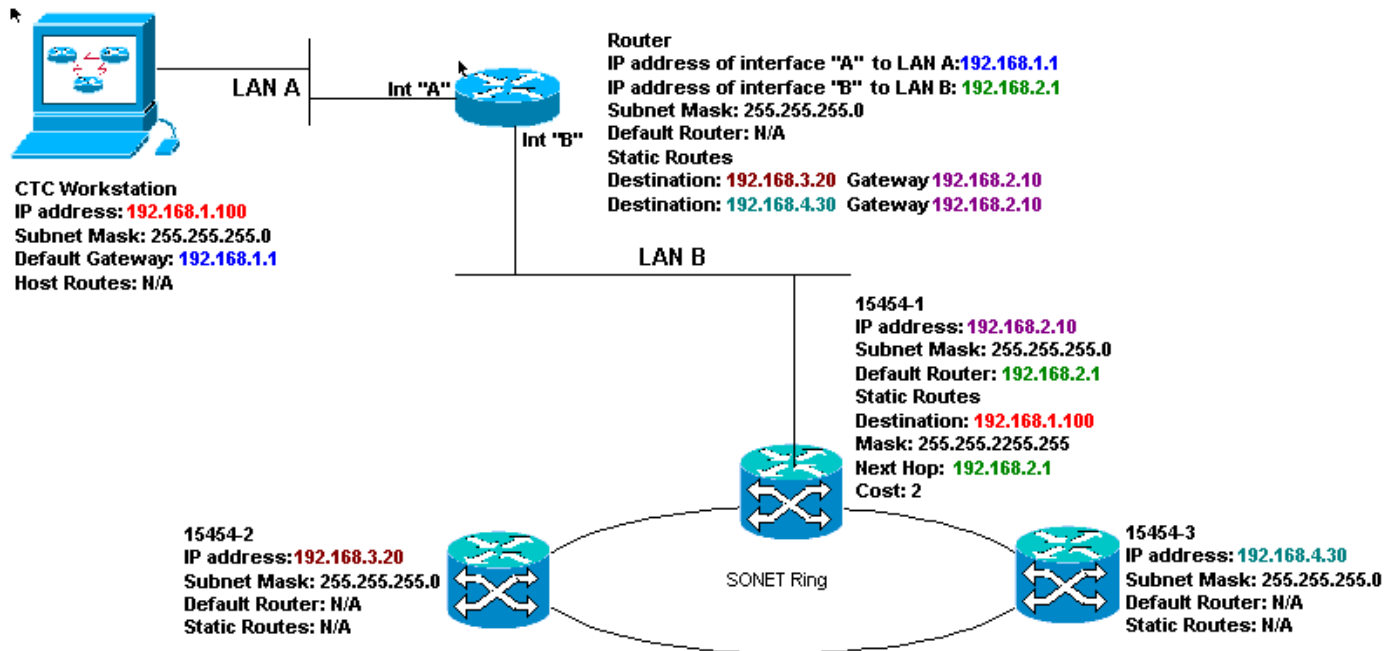 Router
IP address of interface "A" to LAN A:192.168.1.1
IP address of interface "B" to LAN B: 192.168.2.1
Subnet Mask: 255.255.255.0
Default Router: N/A
Static Routes
Destination: 192.168.3.20 Gateway 192.168.2.10
Destination: 192.168.4.30 Gateway 192.168.2.10
LAN A
Int "A"
Int "B"
CTC Workstation
IP address: 192.168.1.100
Subnet Mask: 255.255.255.0
Default Gateway: 192.168.1.1
Host Routes: N/A
LAN B
15454-1
IP address: 192.168.2.10
Subnet Mask: 255.255.255.0
Default Router: 192.168.2.1
Static Routes
Destination: 192.168.1.100
Mask: 255.255.2255.255
Next Hop: 192.168.2.1
Cost: 2
15454-2
IP address:192.168.3.20
Subnet Mask: 255.255.255.0
Default Router: N/A
Static Routes: N/A
SONET Ring
15454-3
IP address: 192.168.4.30
Subnet Mask: 255.255.255.0
Default Router: N/A
Static Routes: N/A